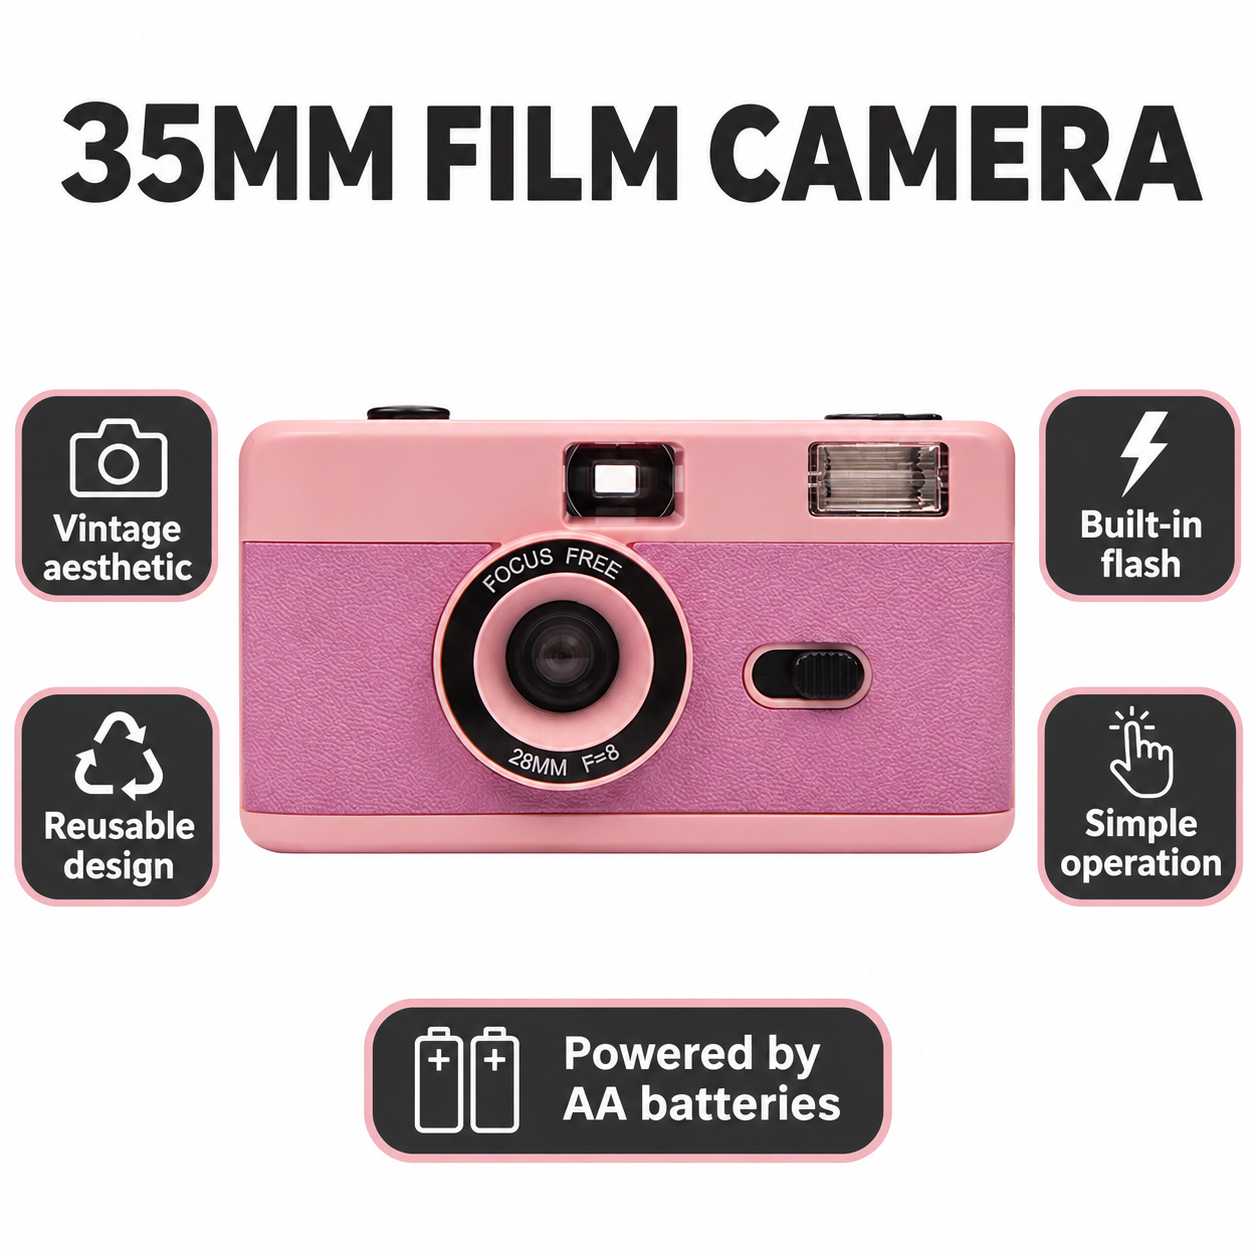 35MM FILM CAMERA
Vintage
aesthetic
Built-in
flash
FOCUS FREE
28MM F=8
Reusable
design
Simple
operation
Powered by
AA batteries